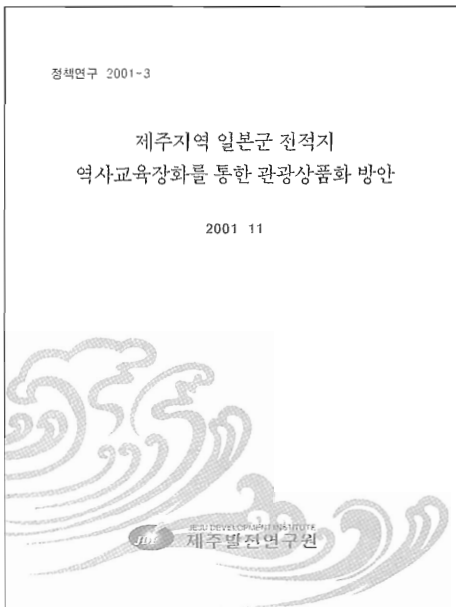 정책연구 2001-3
제주지역 일본군 전적지
역사교육장화를 통한 관광상품화 방안
2001 11
JDI
JEJU DEVELOPMENT INSTITUTE
제주발전연구원